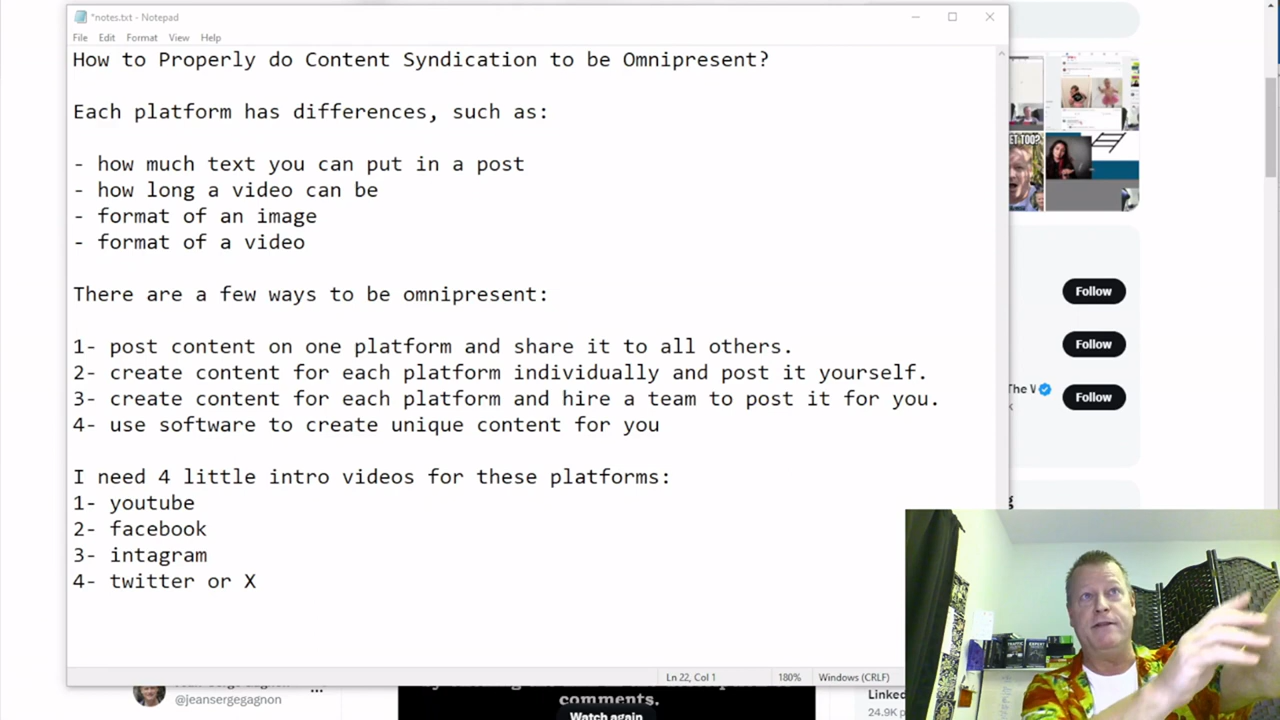 *notes.txt - Notepad
File Edit Format View Help
How to Properly do Content Syndication to be Omnipresent?
Each platform has differences, such as:
- how much text you can put in a post
- how long a video can be
- format of an image
- format of a video
There are a few ways to be omnipresent:
1- post content on one platform and share it to all others.
2- create content for each platform individually and post it yourself.
3- create content for each platform and hire a team to post it for you.
4- use software to create unique content for you
I need 4 little intro videos for these platforms:
1- youtube
2- facebook
3- intagram
4- twitter or X
Ln 22, Col 1 180% Windows (CRLF)
ET TOO?
Follow
Follow
The W
Follow
@jeansergegagnon
comments.
Watch again
Linked
24.9K